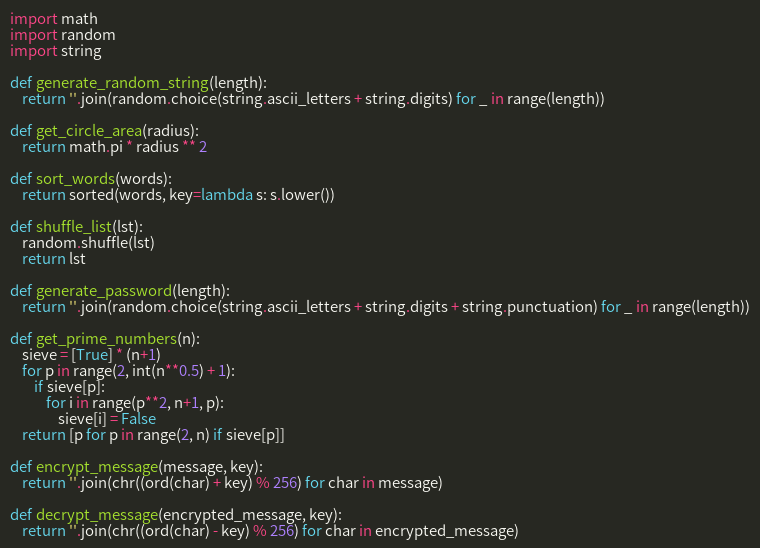 import math
import random
import string

def generate_random_string(length):
    return ''.join(random.choice(string.ascii_letters + string.digits) for _ in range(length))

def get_circle_area(radius):
    return math.pi * radius ** 2

def sort_words(words):
    return sorted(words, key=lambda s: s.lower())

def shuffle_list(lst):
    random.shuffle(lst)
    return lst

def generate_password(length):
    return ''.join(random.choice(string.ascii_letters + string.digits + string.punctuation) for _ in range(length))

def get_prime_numbers(n):
    sieve = [True] * (n+1)
    for p in range(2, int(n**0.5) + 1):
        if sieve[p]:
            for i in range(p**2, n+1, p):
                sieve[i] = False
    return [p for p in range(2, n) if sieve[p]]

def encrypt_message(message, key):
    return ''.join(chr((ord(char) + key) % 256) for char in message)

def decrypt_message(encrypted_message, key):
    return ''.join(chr((ord(char) - key) % 256) for char in encrypted_message)